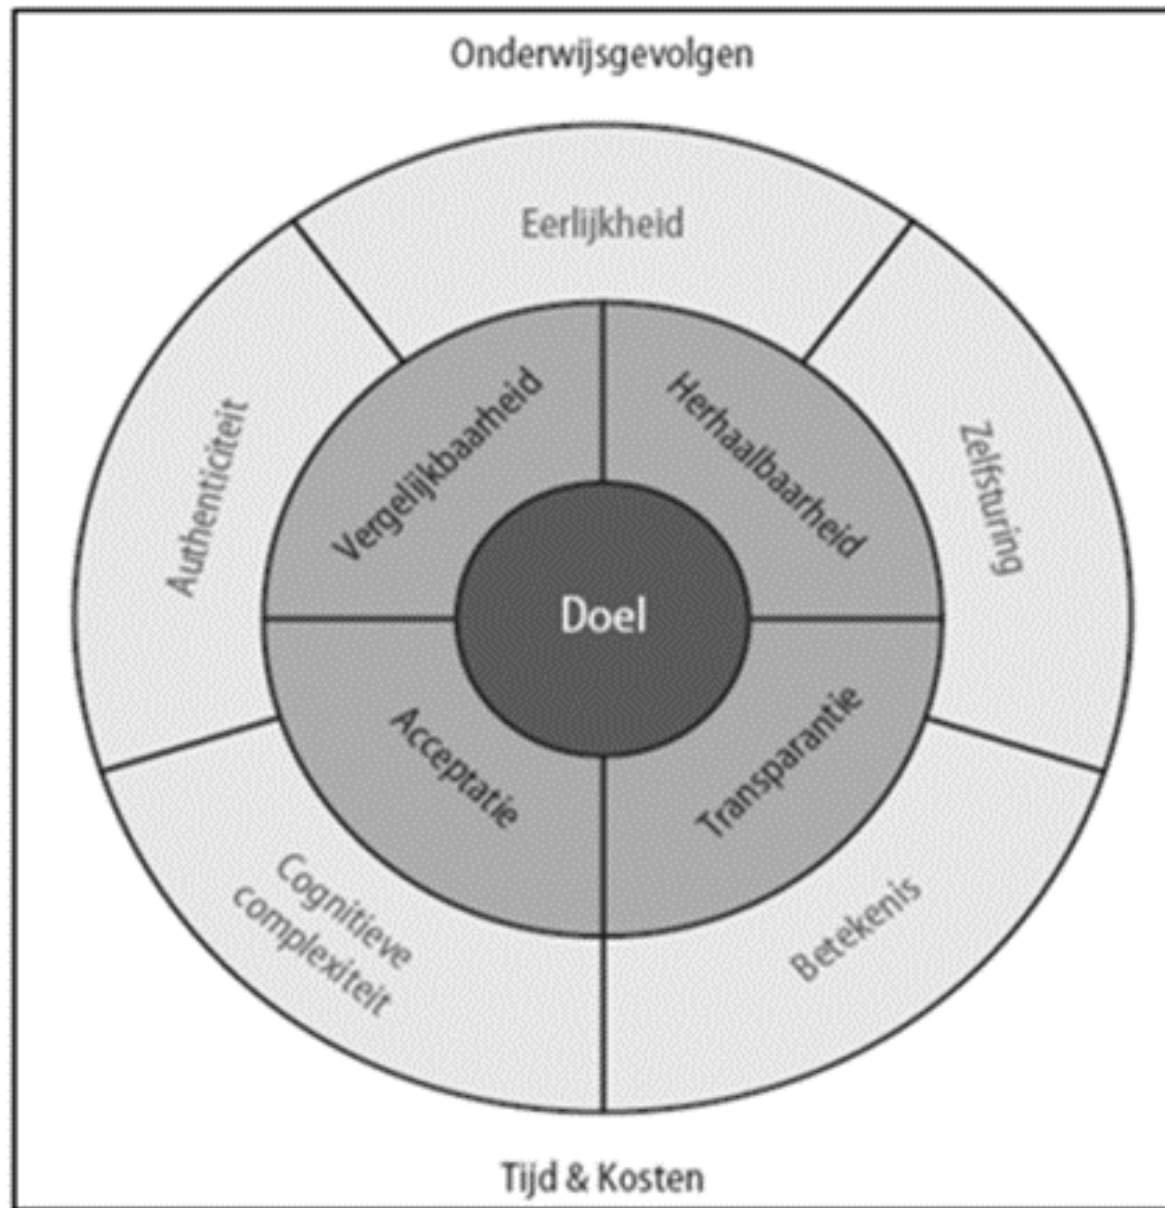 Onderwijsgevolgen
Eerlijkheid
Vergelijkbaarheid
Herhaalbaarheid
Authenticiteit
Zelfsturing
Doel
Acceptatie
Transparantie
Cognitieve
complexiteit
Betekenis
Tijd & Kosten